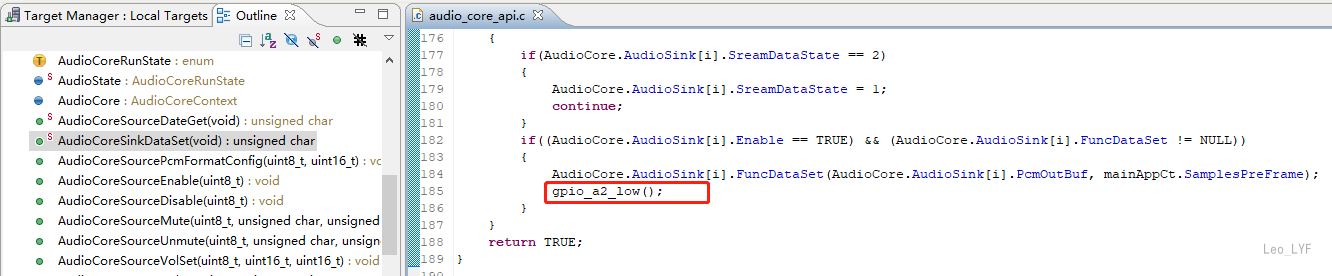 Target Manager : Local Targets
Outline
AudioCoreRunState : enum
AudioState : AudioCoreRunState
AudioCore : AudioCoreContext
AudioCoreSourceDateGet(void) : unsigned char
AudioCoreSinkDataSet(void) : unsigned char
AudioCoreSourcePcmFormatConfig(uint8_t, uint16_t) : vo
AudioCoreSourceEnable(uint8_t) : void
AudioCoreSourceDisable(uint8_t) : void
AudioCoreSourceMute(uint8_t, unsigned char, unsigned
AudioCoreSourceUnmute(uint8_t, unsigned char, unsigne
AudioCoreSourceVolSet(uint8_t, uint16_t, uint16_t) : void
audio_core_api.c
176 {
177 if(AudioCore.AudioSink[i].SreamDataState == 2)
178 {
179 AudioCore.AudioSink[i].SreamDataState = 1;
180 continue;
181 }
182 if((AudioCore.AudioSink[i].Enable == TRUE) && (AudioCore.AudioSink[i].FuncDataSet != NULL))
183 {
184 AudioCore.AudioSink[i].FuncDataSet(AudioCore.AudioSink[i].PcmOutBuf, mainAppCt.SamplesPreFrame);
185 gpio_a2_low();
186 }
187 }
188 return TRUE;
189 }
Leo_LYF